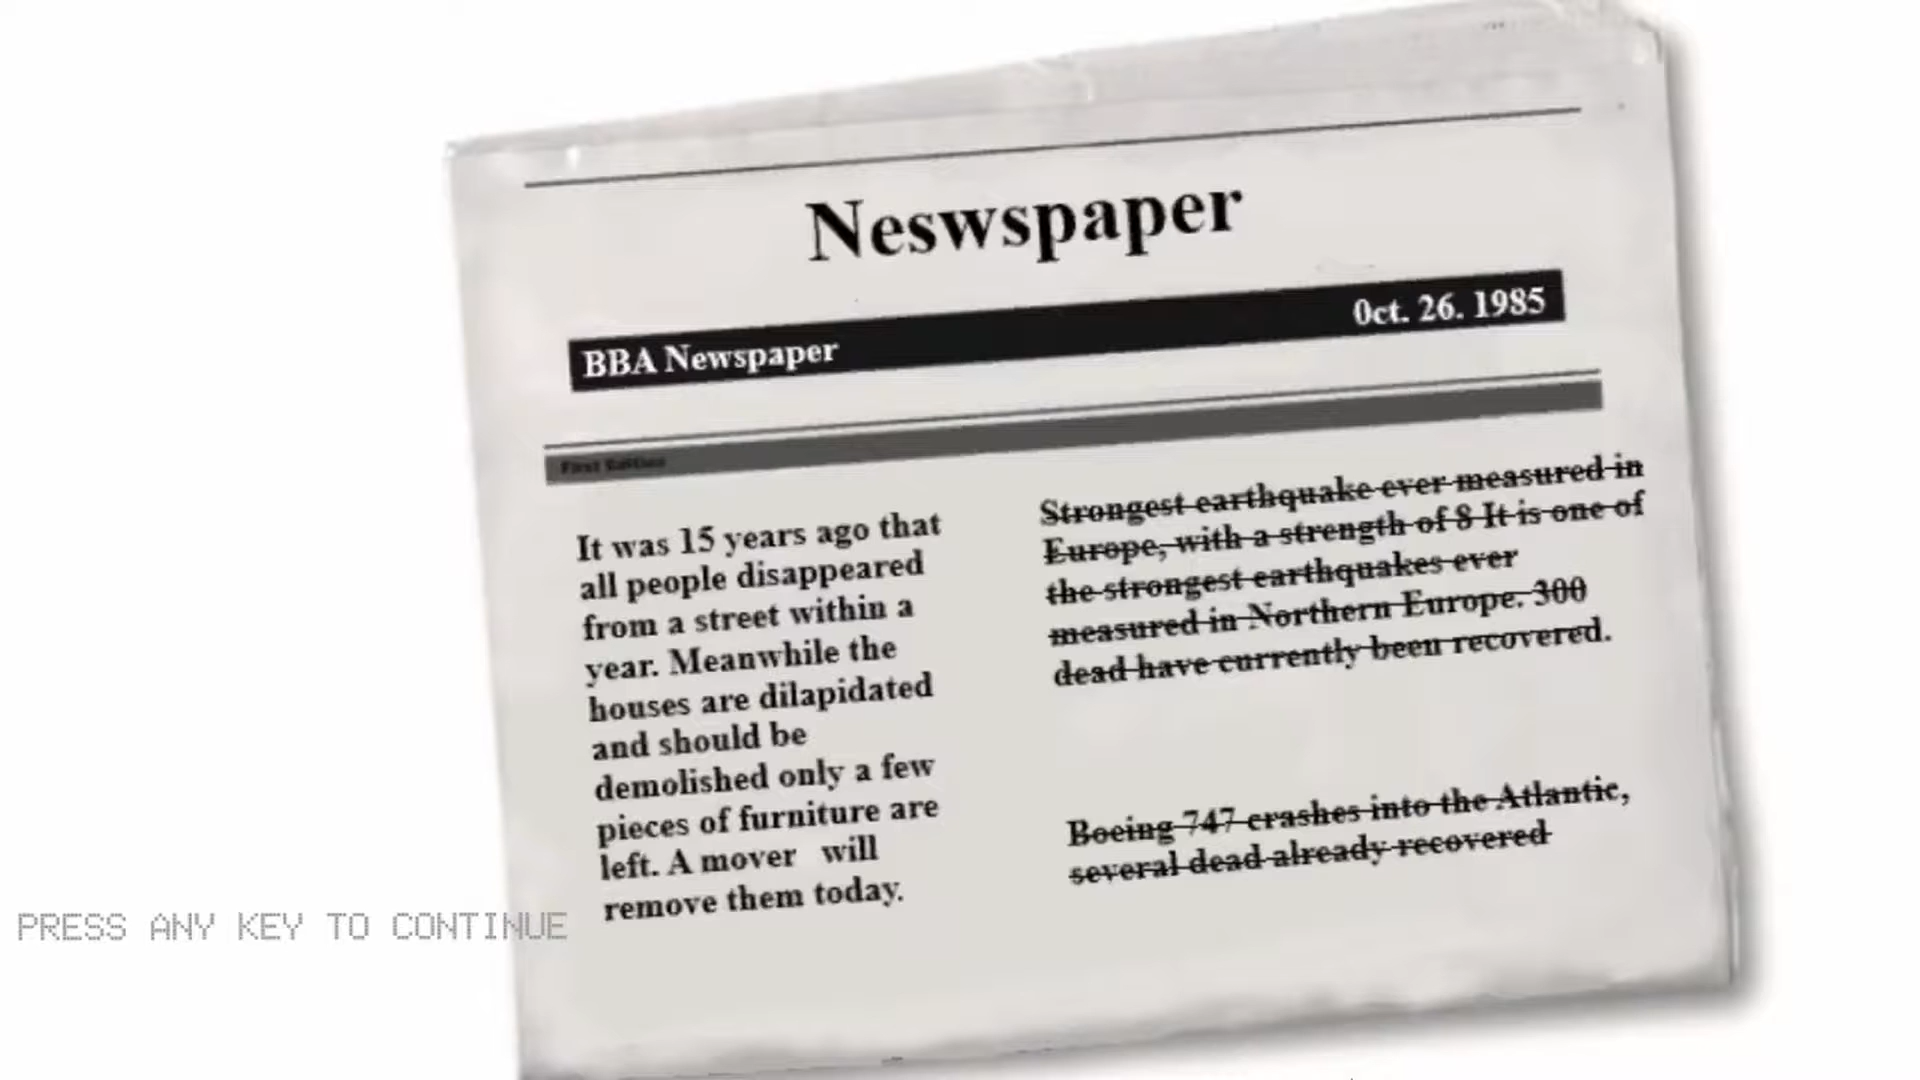 Neswspaper
BBA Newspaper
0ct. 26. 1985
First Edition
It was 15 years ago that
all people disappeared
from a street within a
year. Meanwhile the
houses are dilapidated
and should be
demolished only a few
pieces of furniture are
left. A mover will
remove them today.
Strongest earthquake ever measured in
Europe, with a strength of 8 It is one of
the strongest earthquakes ever
measured in Northern Europe. 300
dead have currently been recovered.
Boeing 747 crashes into the Atlantic,
several dead already recovered
PRESS ANY KEY TO CONTINUE